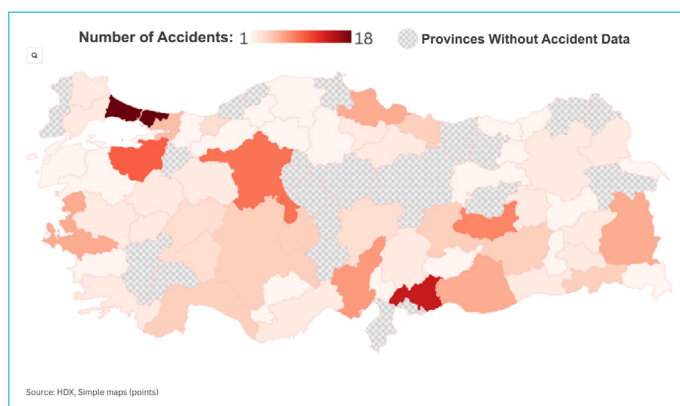 Number of Accidents: 1 18 Provinces Without Accident Data
Source: HDX, Simple maps (points)